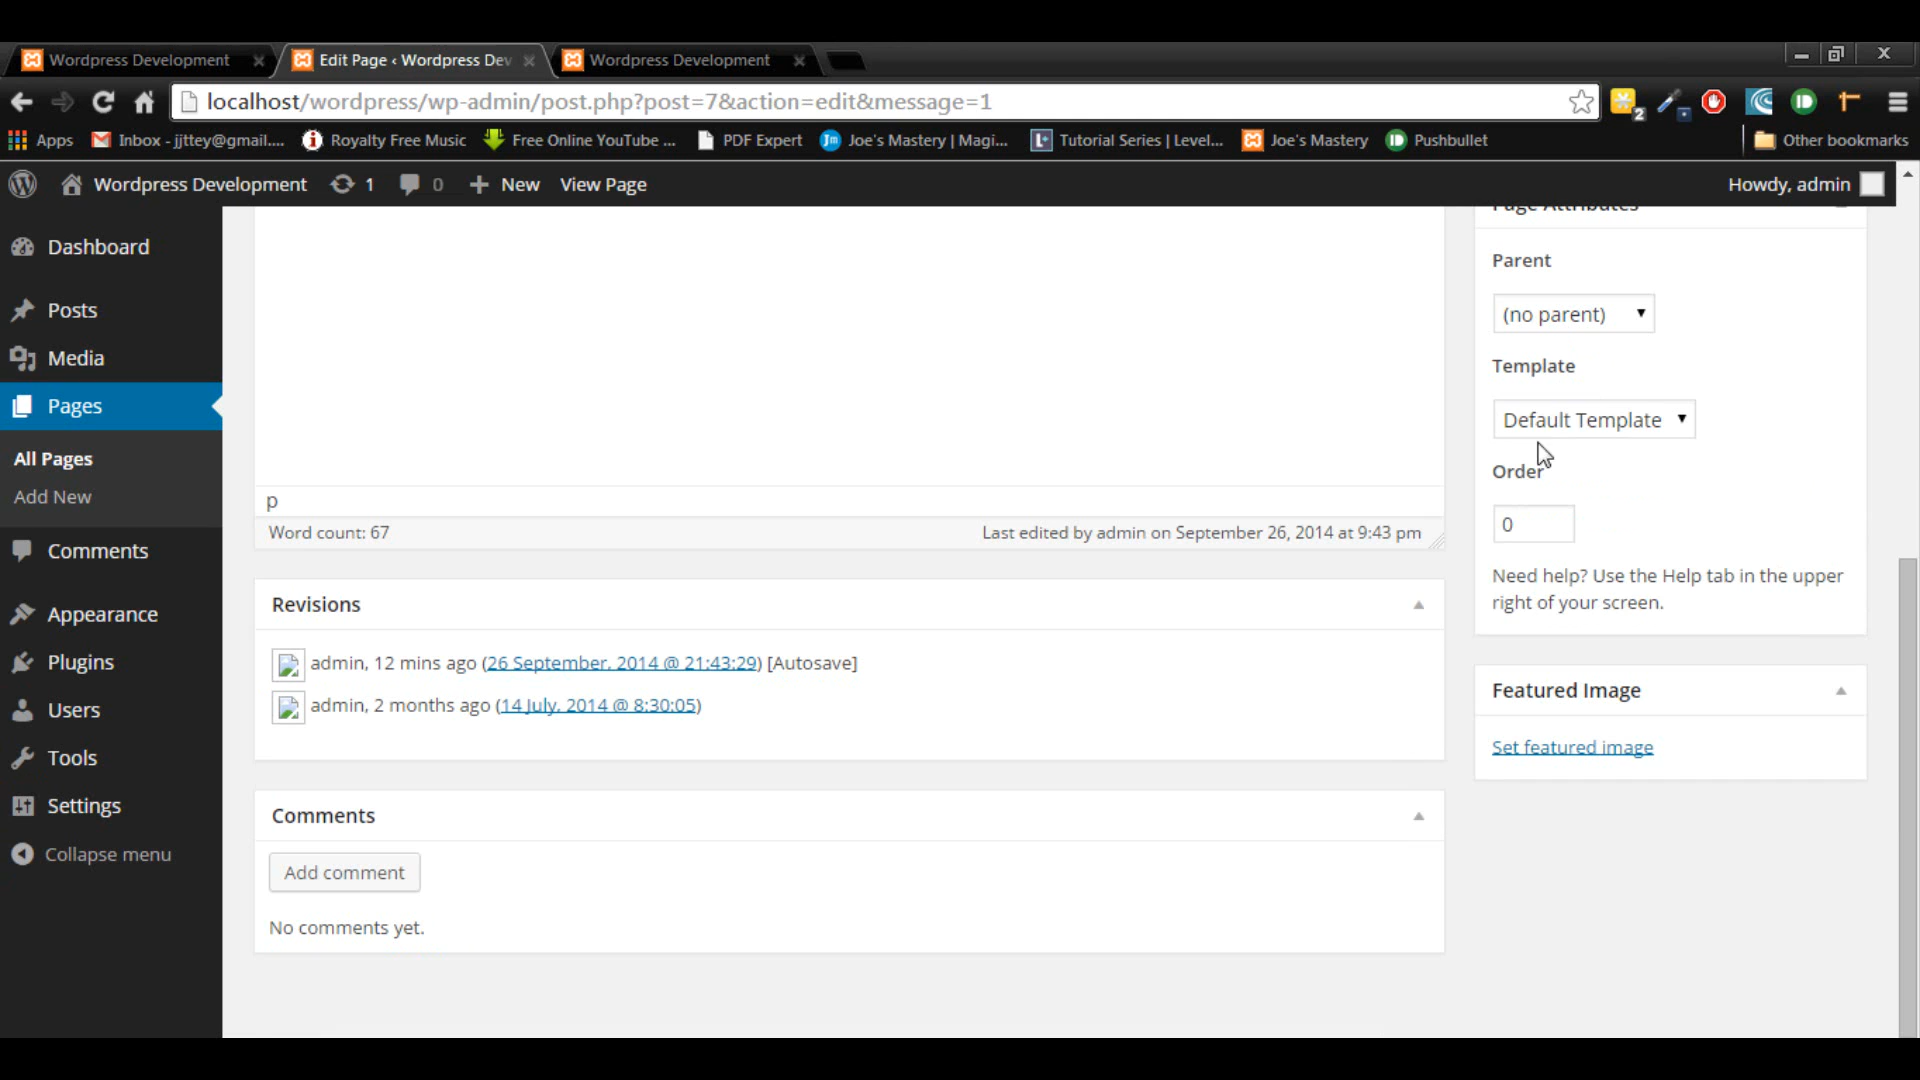 Wordpress Development
Edit Page ‹ Wordpress Dev
Wordpress Development
localhost/wordpress/wp-admin/post.php?post=7&action=edit&message=1
2
Apps
Inbox - jjttey@gmail....
Royalty Free Music
Free Online YouTube ...
PDF Expert
Joe's Mastery | Magi...
Tutorial Series | Level...
Joe's Mastery
Pushbullet
Other bookmarks
Wordpress Development
1
0
New
View Page
Howdy, admin
Dashboard
Posts
Media
Pages
All Pages
Add New
Comments
Appearance
Plugins
Users
Tools
Settings
Collapse menu
p
Word count: 67
Last edited by admin on September 26, 2014 at 9:43 pm
Revisions
admin, 12 mins ago (26 September, 2014 @ 21:43:29) [Autosave]
admin, 2 months ago (14 July, 2014 @ 8:30:05)
Comments
Add comment
No comments yet.
Page Attributes
Parent
(no parent)
Template
Default Template
Order
0
Need help? Use the Help tab in the upper
right of your screen.
Featured Image
Set featured image